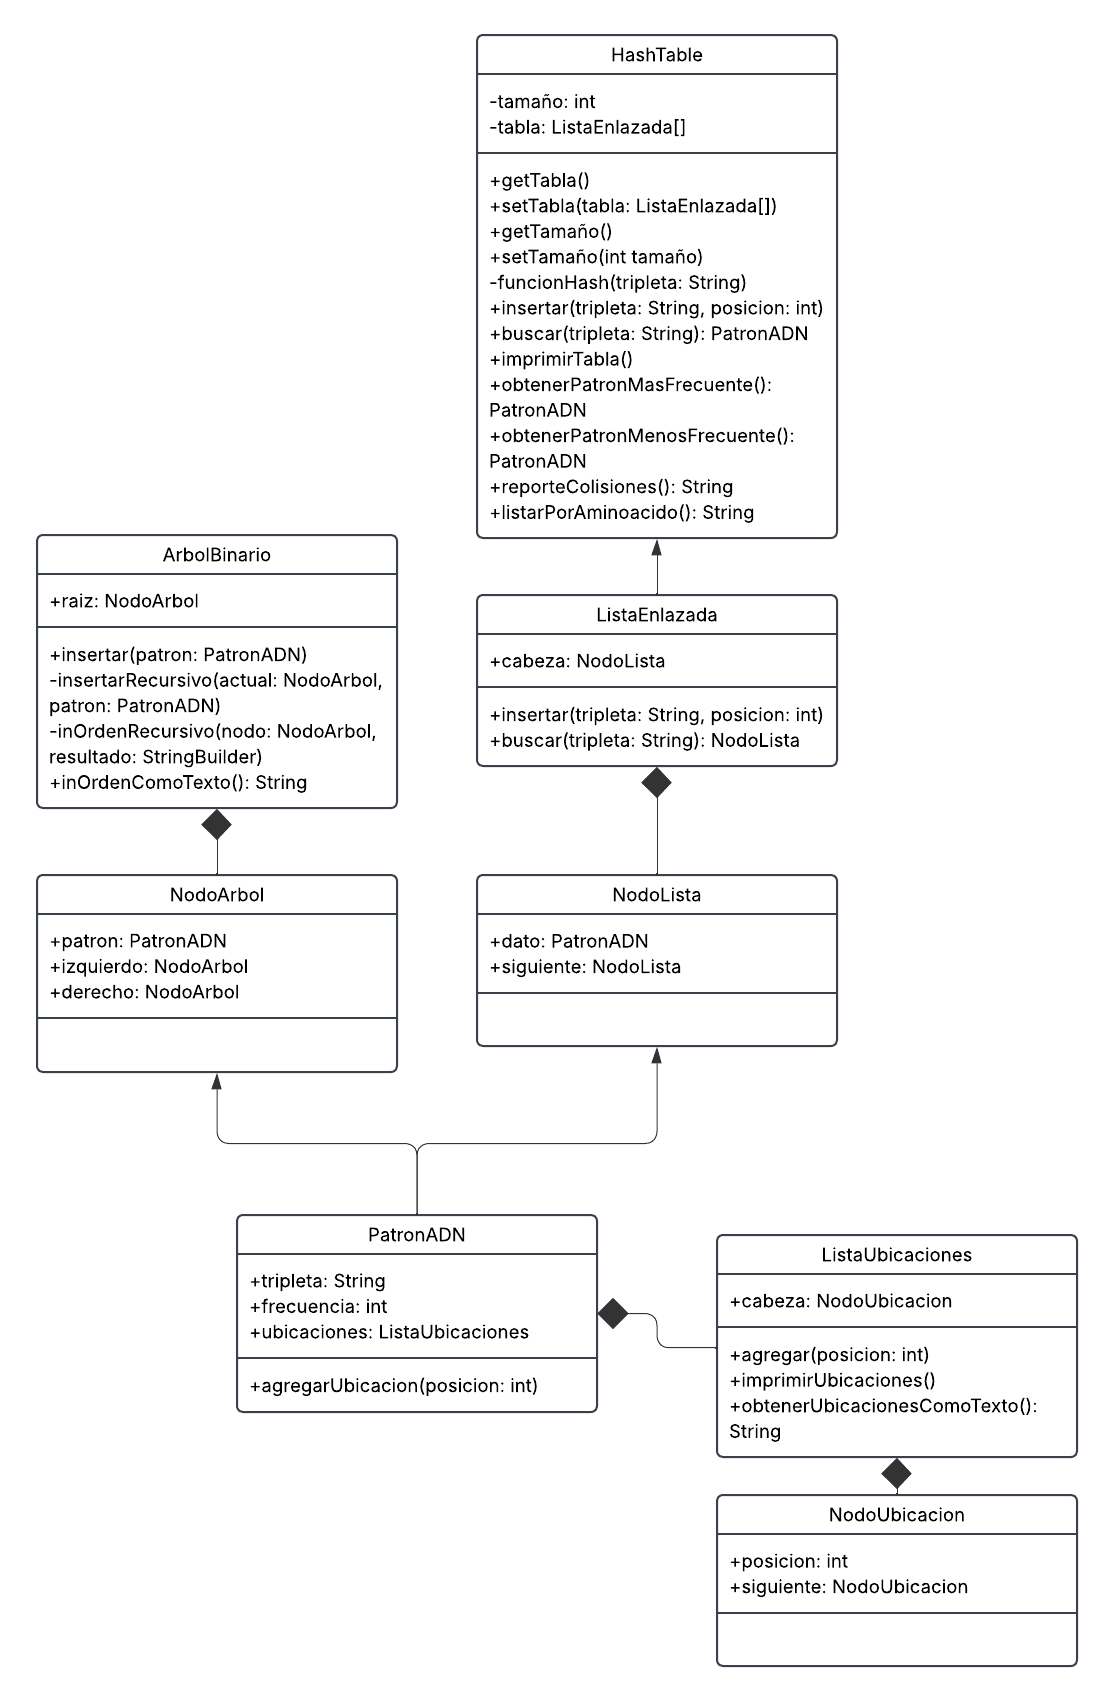 HashTable
-tamaño: int
-tabla: ListaEnlazada[]
+getTabla()
+setTabla(tabla: ListaEnlazada[])
+getTamaño()
+setTamaño(int tamaño)
-funcionHash(tripleta: String)
+insertar(tripleta: String, posicion: int)
+buscar(tripleta: String): PatronADN
+imprimirTabla()
+obtenerPatronMasFrecuente():
PatronADN
+obtenerPatronMenosFrecuente():
PatronADN
+reporteColisiones(): String
+listarPorAminoacido(): String
ArbolBinario
+raiz: NodoArbol
+insertar(patron: PatronADN)
-insertarRecursivo(actual: NodoArbol,
patron: PatronADN)
-inOrdenRecursivo(nodo: NodoArbol,
resultado: StringBuilder)
+inOrdenComoTexto(): String
ListaEnlazada
+cabeza: NodoLista
+insertar(tripleta: String, posicion: int)
+buscar(tripleta: String): NodoLista
NodoArbol
+patron: PatronADN
+izquierdo: NodoArbol
+derecho: NodoArbol
NodoLista
+dato: PatronADN
+siguiente: NodoLista
PatronADN
+tripleta: String
+frecuencia: int
+ubicaciones: ListaUbicaciones
+agregarUbicacion(posicion: int)
ListaUbicaciones
+cabeza: NodoUbicacion
+agregar(posicion: int)
+imprimirUbicaciones()
+obtenerUbicacionesComoTexto():
String
NodoUbicacion
+posicion: int
+siguiente: NodoUbicacion